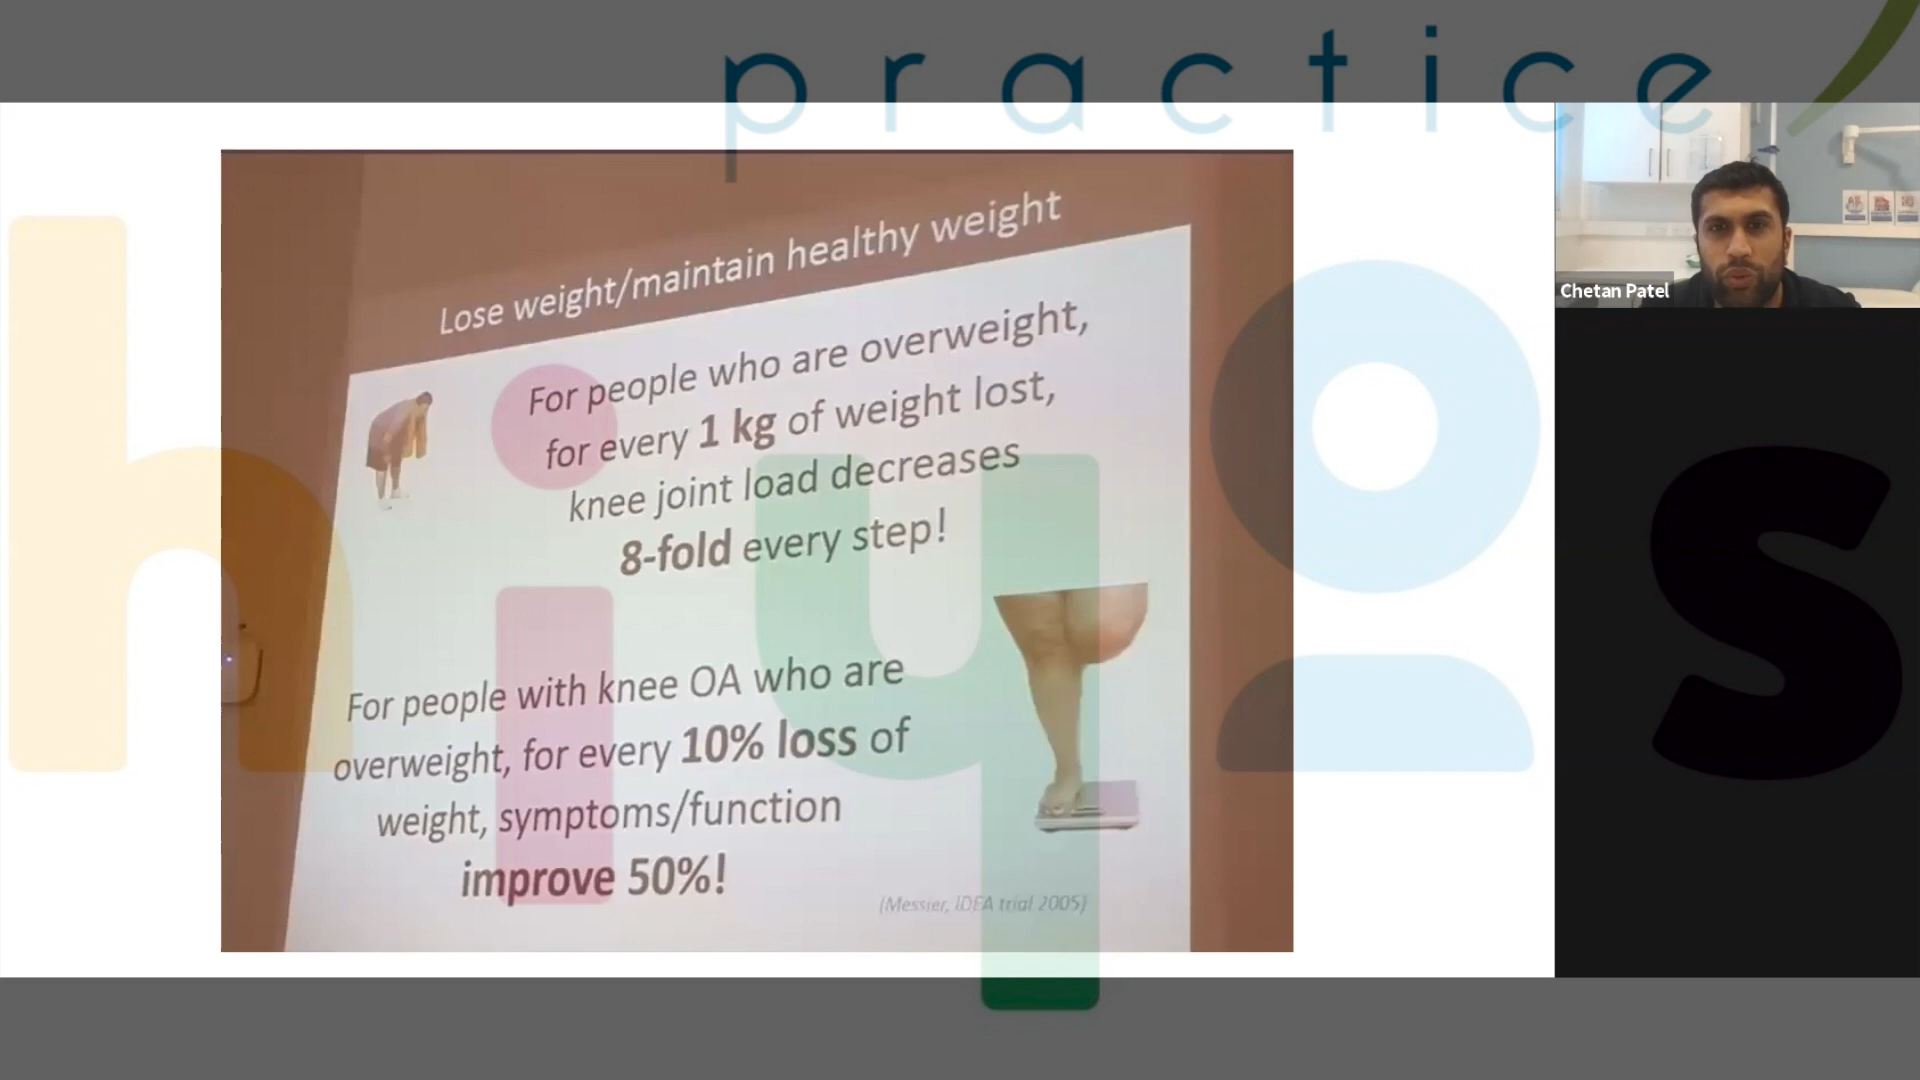 practice
hiyos
Chetan Patel
Lose weight/maintain healthy weight
For people who are overweight,
for every 1 kg of weight lost,
knee joint load decreases
8-fold every step!
For people with knee OA who are
overweight, for every 10% loss of
weight, symptoms/function
improve 50%!
(Messier, IDEA trial 2005)